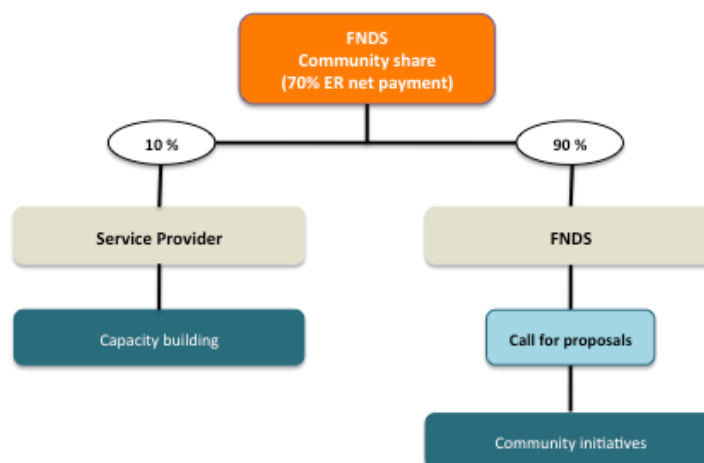 FNDS
Community share
(70% ER net payment)
10 %
90 %
Service Provider
FNDS
Capacity building
Call for proposals
Community initiatives